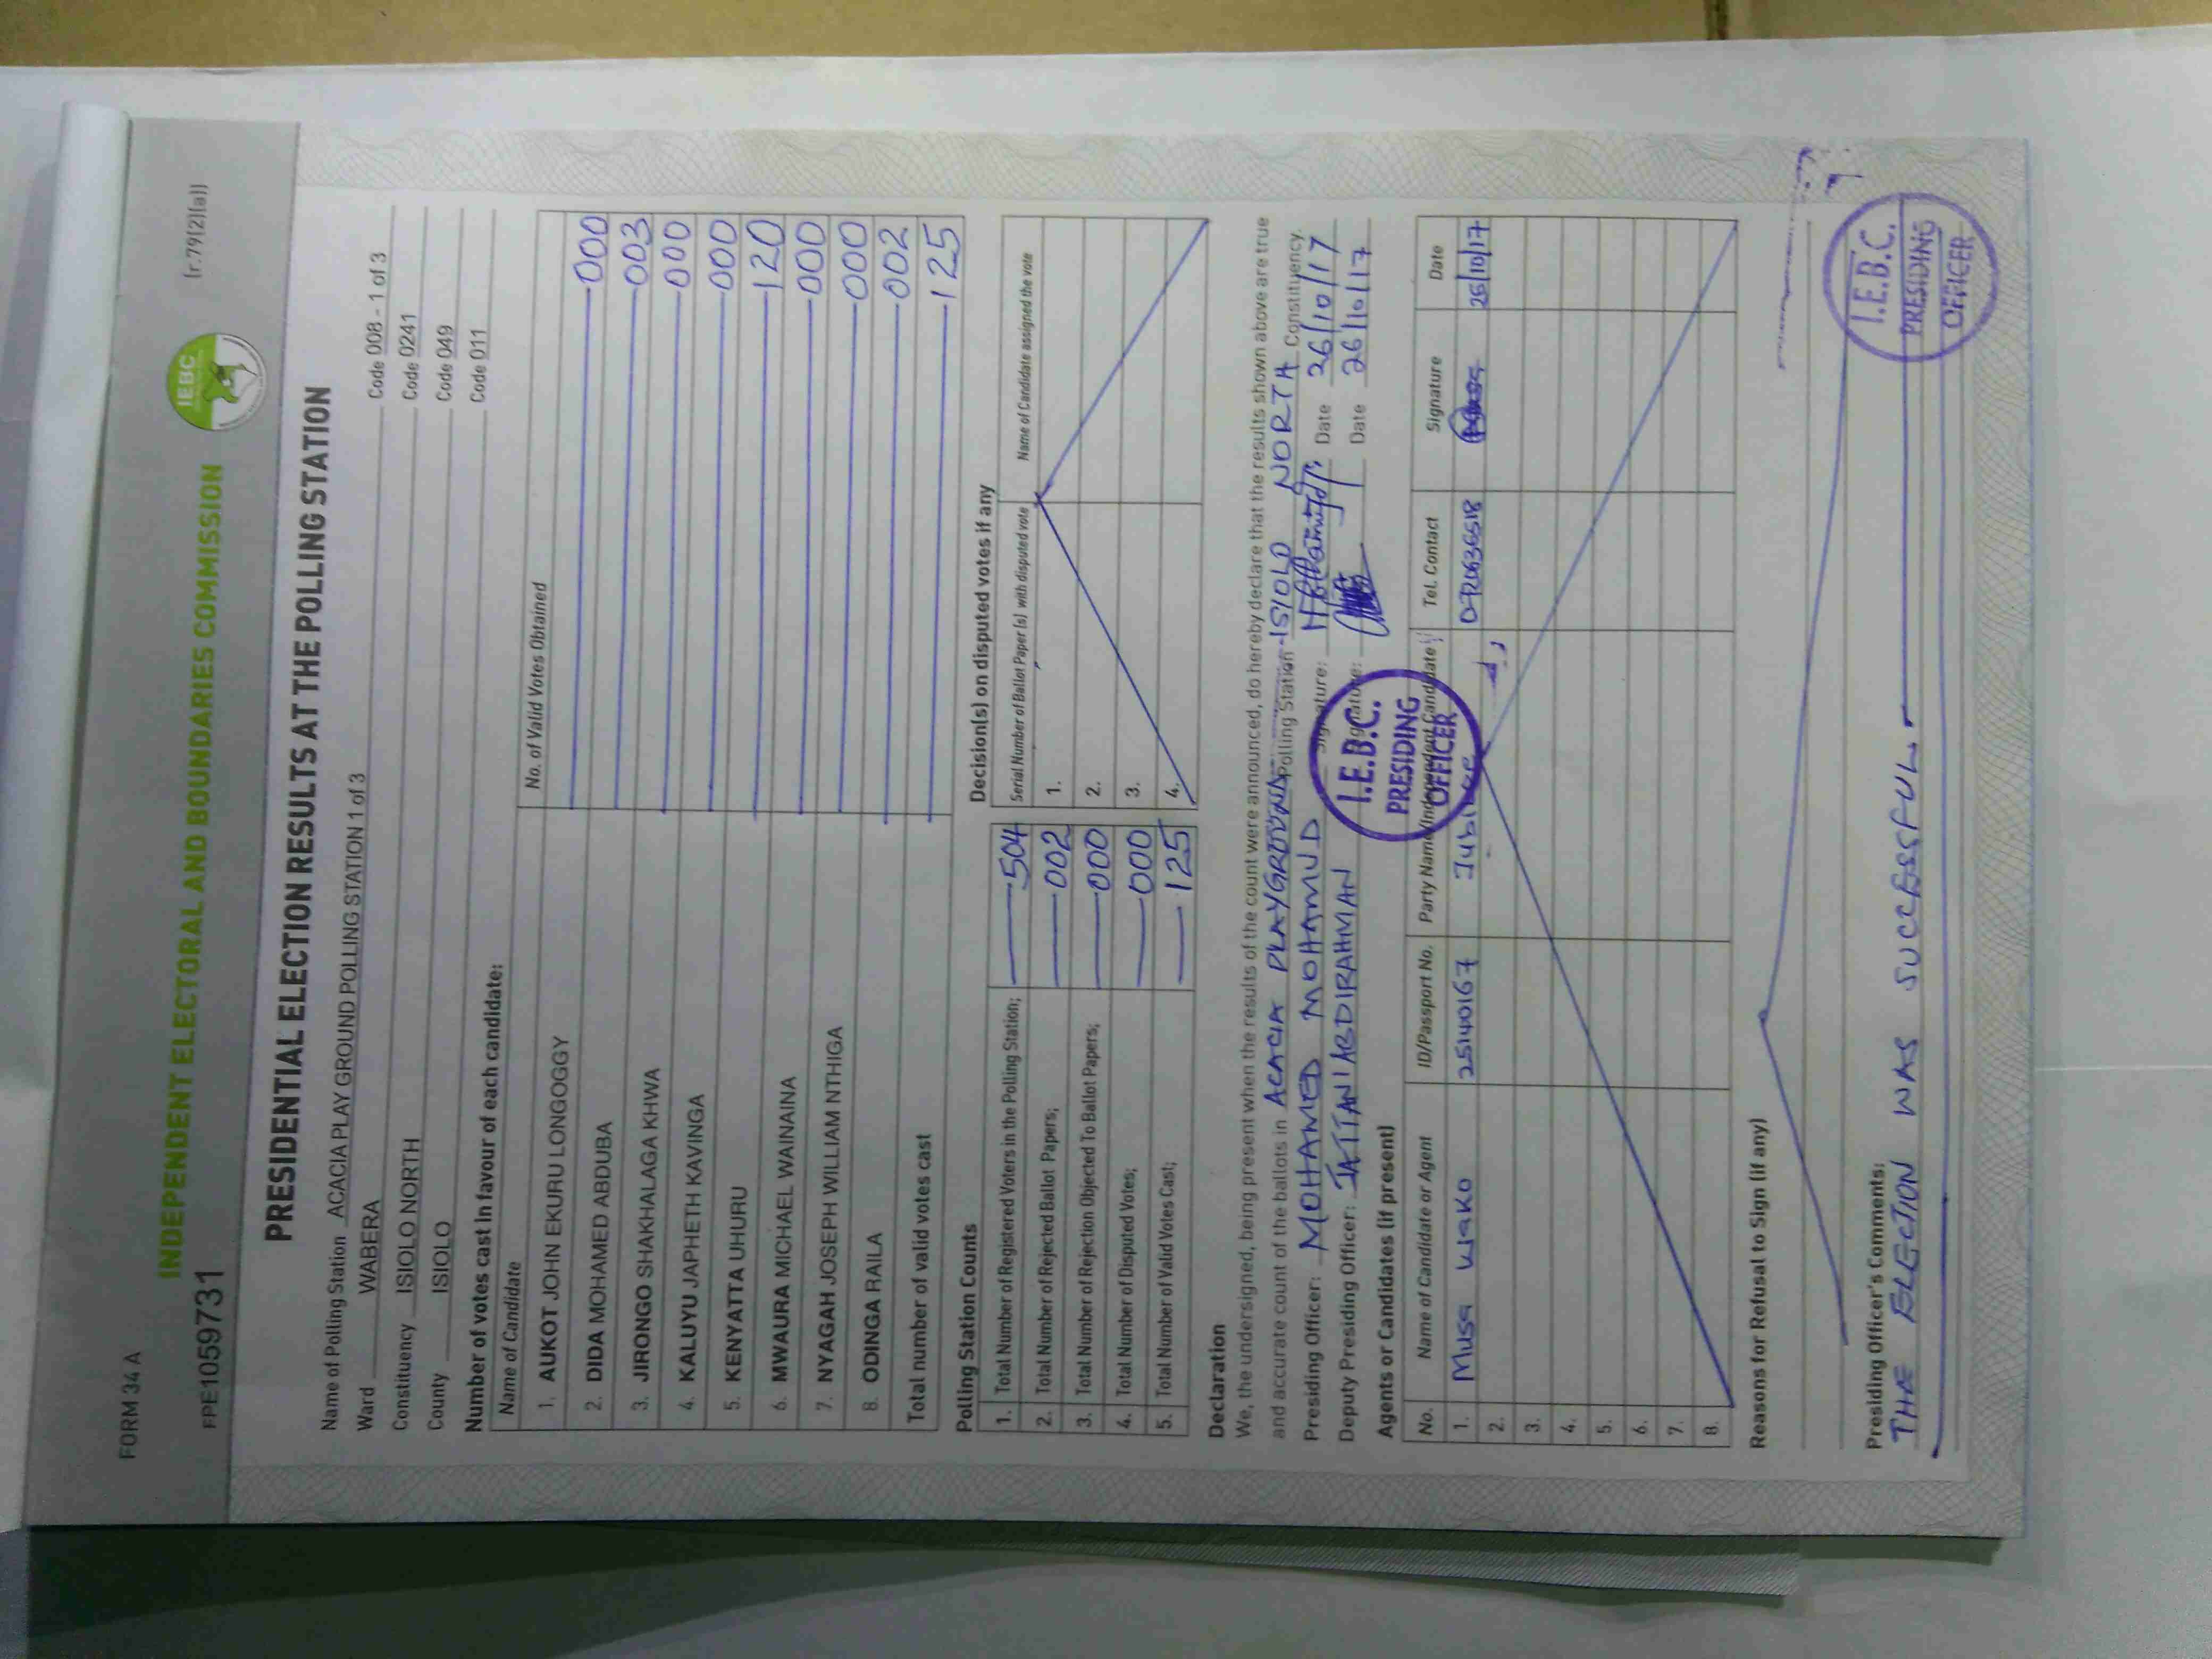 FORM 34 A
INDEPENDENT ELECTORAL AND BOUNDARIES COMMISSION
IEBC
(r.79(2)(a))
FPE1059731
PRESIDENTIAL ELECTION RESULTS AT THE POLLING STATION
Name of Polling Station ACACIA PLAY GROUND POLLING STATION 1 of 3 Code 008 - 1 of 3
Ward WABERA Code 0241
Constituency ISIOLO NORTH Code 049
County ISIOLO Code 011
Number of votes cast in favour of each candidate:
Name of Candidate No. of Valid Votes Obtained
1. AUKOT JOHN EKURU LONGOGGY 000
2. DIDA MOHAMED ABDUBA 003
3. JIRONGO SHAKHALAGA KHWA 000
4. KALUYU JAPHETH KAVINGA 000
5. KENYATTA UHURU 120
6. MWAURA MICHAEL WAINAINA 000
7. NYAGAH JOSEPH WILLIAM NTHIGA 000
8. ODINGA RAILA 002
Total number of valid votes cast 125
Polling Station Counts
1. Total Number of Registered Voters in the Polling Station; 504
2. Total Number of Rejected Ballot Papers; 002
3. Total Number of Rejection Objected To Ballot Papers; 000
4. Total Number of Disputed Votes; 000
5. Total Number of Valid Votes Cast; 125
Decision(s) on disputed votes if any
Serial Number of Ballot Paper (s) with disputed vote Name of Candidate assigned the vote
1.
2.
3.
4.
Declaration
We, the undersigned, being present when the results of the count were announced, do hereby declare that the results shown above are true
and accurate count of the ballots in ACACIA PLAYGROUND Polling Station ISIOLO NORTH Constituency.
Presiding Officer: MOHAMED MOHAMUD Signature: Date 26/10/17
Deputy Presiding Officer: JATTANI ABDIRAHMAN Signature: Date 26/10/17
I.E.B.C.
PRESIDING
OFFICER
Agents or Candidates (if present)
No. Name of Candidate or Agent ID/Passport No. Party Name/Independent Candidate Tel. Contact Signature Date
1. Musa Wako 25140167 Jubilee 0720636518 26/10/17
2.
3.
4.
5.
6.
7.
8.
Reasons for Refusal to Sign (if any)
Presiding Officer's Comments:
THE ELECTION WAS SUCCESSFUL
I.E.B.C.
PRESIDING
OFFICER